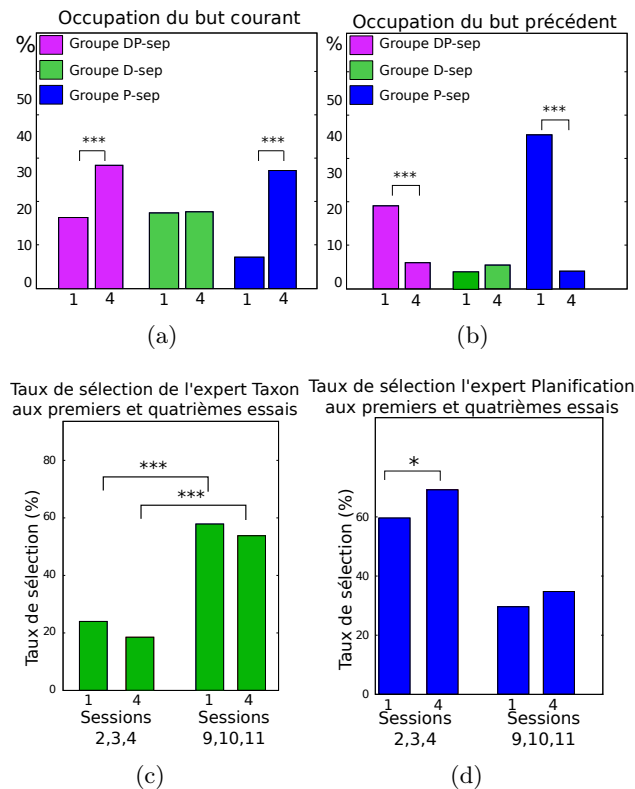 Occupation du but courant
%
Groupe DP-sep
Groupe D-sep
Groupe P-sep
50
40
30
20
10
0
***
***
1 4 1 4 1 4
(a)
Occupation du but précédent
%
Groupe DP-sep
Groupe D-sep
Groupe P-sep
50
40
30
20
10
0
***
***
1 4 1 4 1 4
(b)
Taux de sélection de l'expert Taxon
aux premiers et quatrièmes essais
Taux de sélection (%)
80
60
40
20
0
***
***
1 4 1 4
Sessions Sessions
2,3,4 9,10,11
(c)
Taux de sélection l'expert Planification
aux premiers et quatrièmes essais
Taux de sélection (%)
60
40
20
0
*
1 4 1 4
Sessions Sessions
2,3,4 9,10,11
(d)